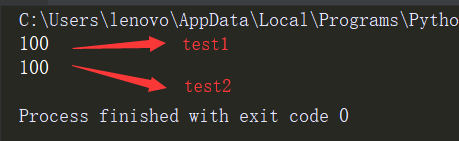 C:\Users\lenovo\AppData\Local\Programs\Pytho
100 test1
100
test2
Process finished with exit code 0